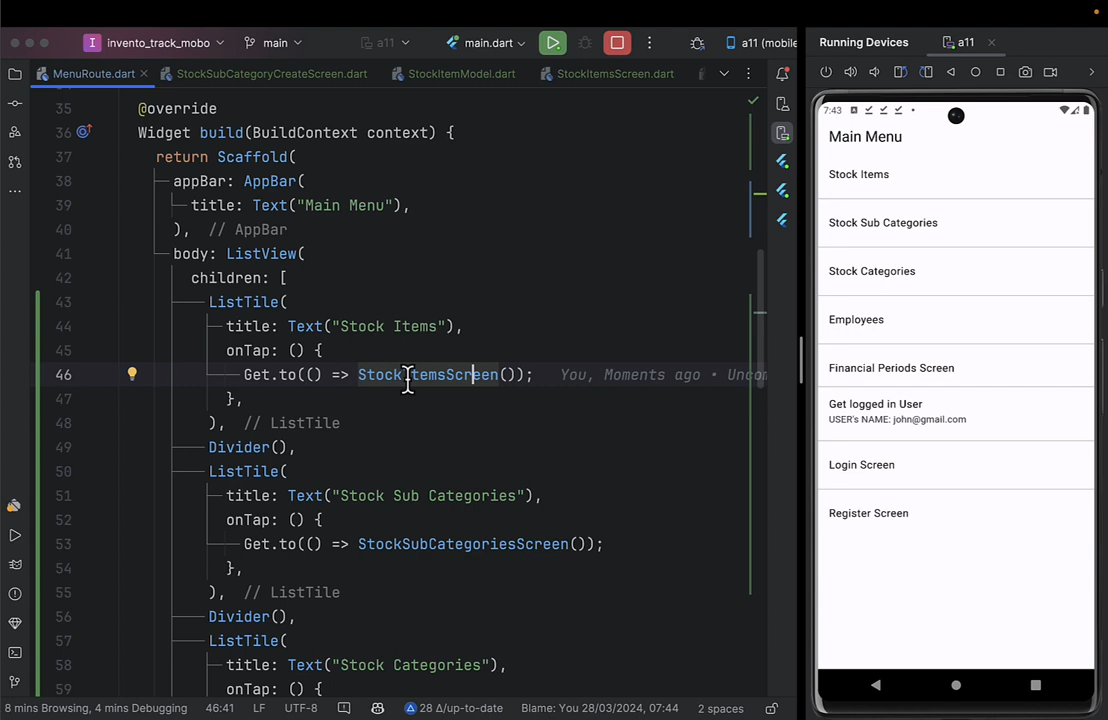 invento_track_mobo
main
a11
main.dart
a11 (mobile
Running Devices
a11
MenuRoute.dart
StockSubCategoryCreateScreen.dart
StockItemModel.dart
StockItemsScreen.dart
35 @override
36 Widget build(BuildContext context) {
37 return Scaffold(
38 appBar: AppBar(
39 title: Text("Main Menu"),
40 ), // AppBar
41 body: ListView(
42 children: [
43 ListTile(
44 title: Text("Stock Items"),
45 onTap: () {
46 Get.to(() => StockItemsScreen()); You, Moments ago • Uncom
47 },
48 ), // ListTile
49 Divider(),
50 ListTile(
51 title: Text("Stock Sub Categories"),
52 onTap: () {
53 Get.to(() => StockSubCategoriesScreen());
54 },
55 ), // ListTile
56 Divider(),
57 ListTile(
58 title: Text("Stock Categories"),
59 onTap: () {
7:43
Main Menu
Stock Items
Stock Sub Categories
Stock Categories
Employees
Financial Periods Screen
Get logged in User
USER's NAME: john@gmail.com
Login Screen
Register Screen
8 mins Browsing, 4 mins Debugging
46:41
LF
UTF-8
28 Δ/up-to-date
Blame: You 28/03/2024, 07:44
2 spaces